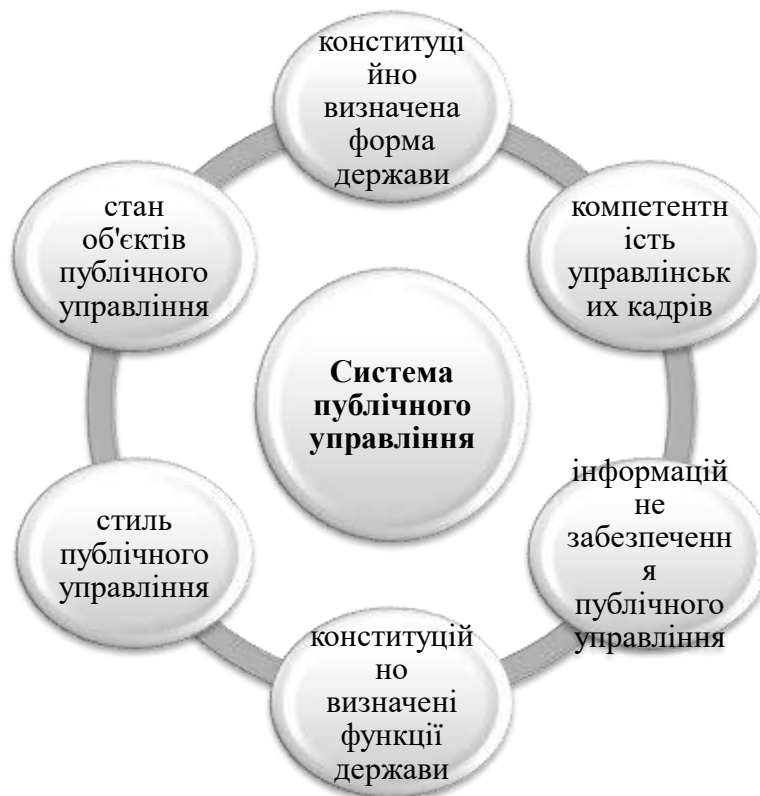 конституці
йно
визначена
форма
держави
компетентн
ість
управлінськ
их кадрів
інформацій
не
забезпеченн
я
публічного
управління
конституцій
но
визначені
функції
держави
стиль
публічного
управління
стан
об'єктів
публічного
управління
Система
публічного
управління